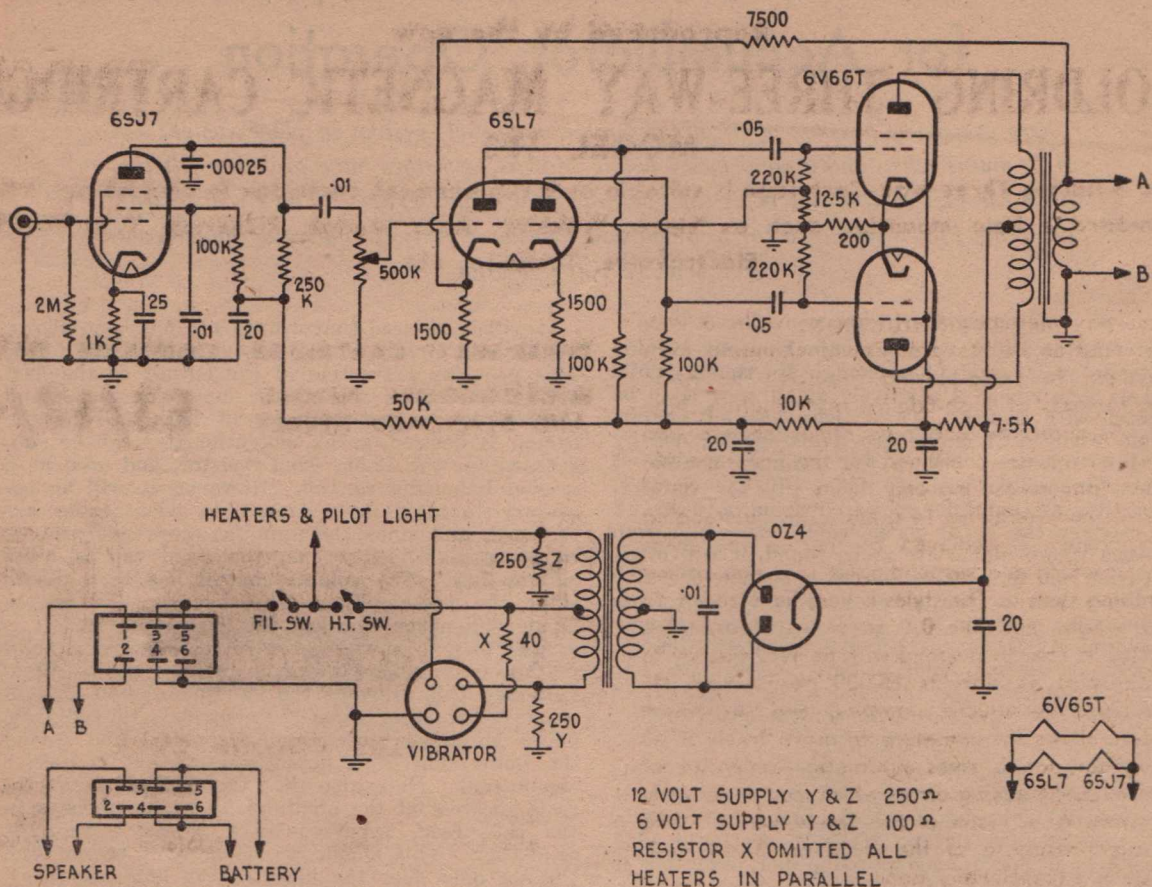 7500
6SJ7
6SL7
6V6GT
.00025
.01
.05
220K
12.5K
200
220K
.05
100K
250
K
500K
2M
1K
25
.01
20
1500
1500
100K
100K
50K
10K
7.5K
20
20
A
B
HEATERS & PILOT LIGHT
FIL. SW.
H.T. SW.
250
Z
X
40
250
Y
.01
OZ4
20
1 3 5
2 4 6
A B
VIBRATOR
1 3 5
2 4 6
SPEAKER
BATTERY
6V6GT
6SL7 6SJ7
12 VOLT SUPPLY Y & Z 250Ω
6 VOLT SUPPLY Y & Z 100Ω
RESISTOR X OMITTED ALL
HEATERS IN PARALLEL